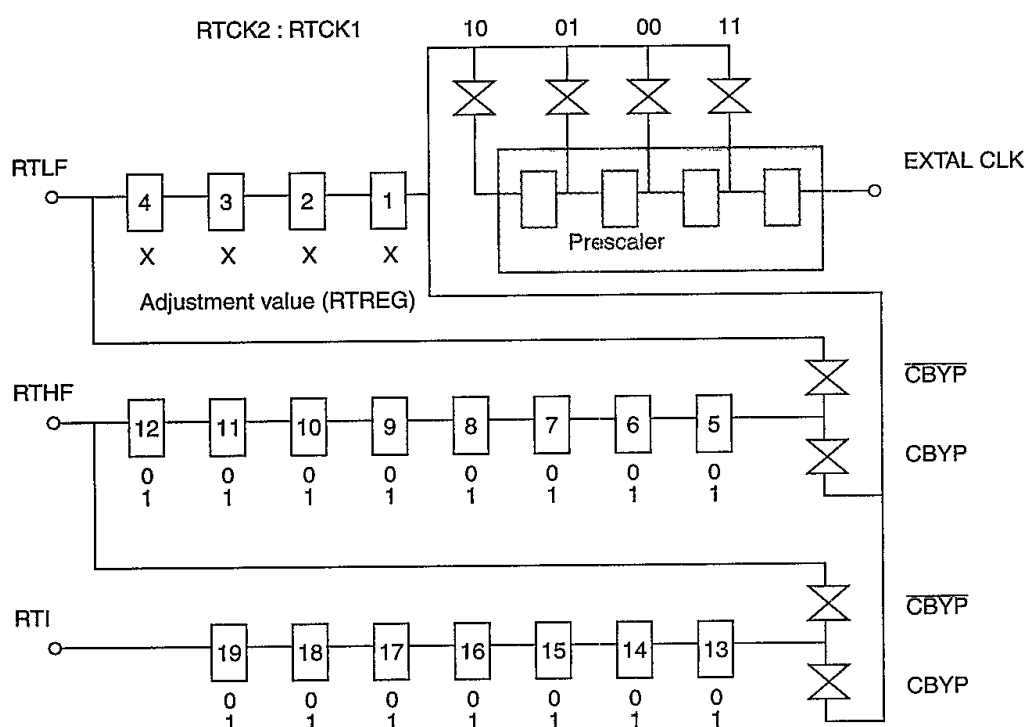 RTCK2 : RTCK1 10 01 00 11
EXTAL CLK
RTLF
4 3 2 1
X X X X
Prescaler
Adjustment value (RTREG)
CBYP
RTHF
12 11 10 9 8 7 6 5
CBYP
0 0 0 0 0 0 0 0
1 1 1 1 1 1 1 1
CBYP
RTI
19 18 17 16 15 14 13
CBYP
0 0 0 0 0 0 0
1 1 1 1 1 1 1